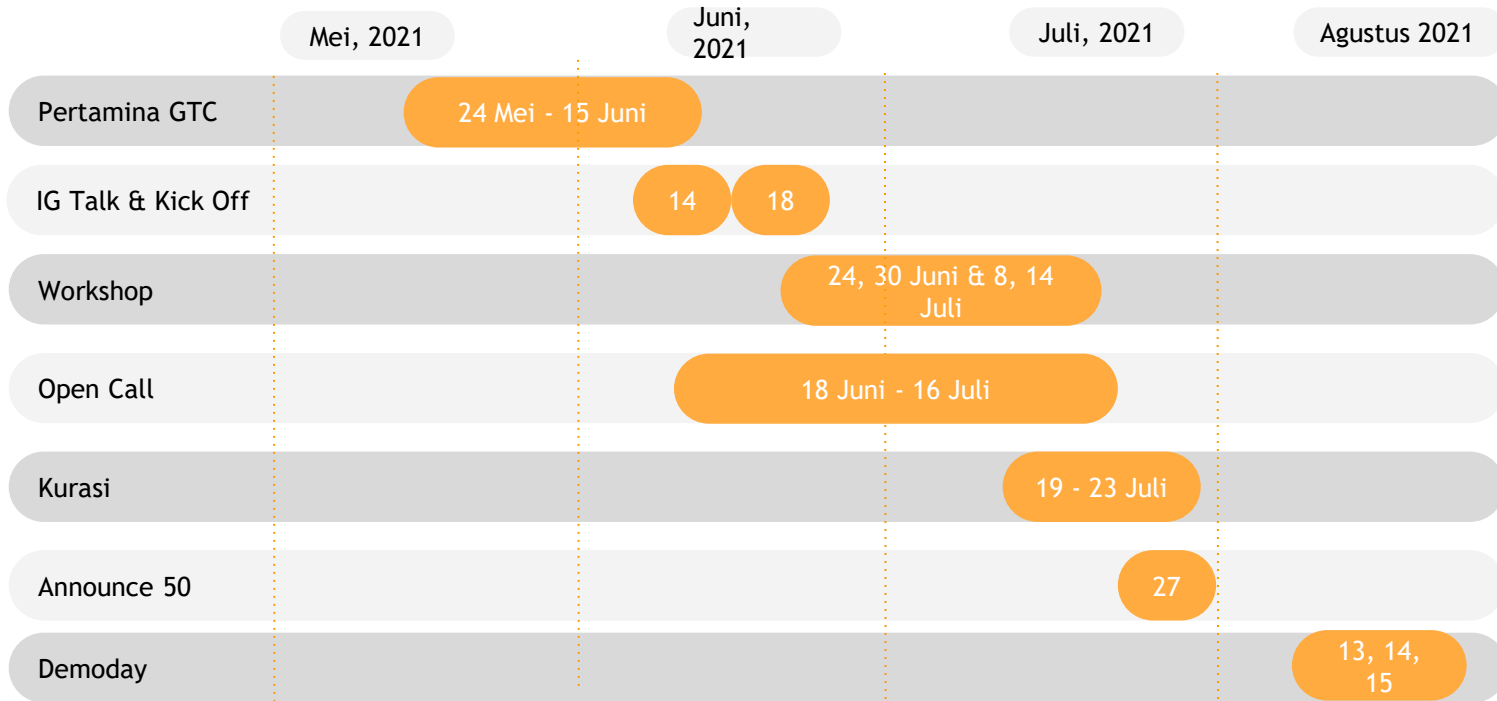 Mei, 2021
Juni,
2021
Juli, 2021
Agustus 2021
Pertamina GTC
24 Mei - 15 Juni
IG Talk & Kick Off
14
18
Workshop
24, 30 Juni & 8, 14
Juli
Open Call
18 Juni - 16 Juli
Kurasi
19 - 23 Juli
Announce 50
27
Demoday
13, 14,
15